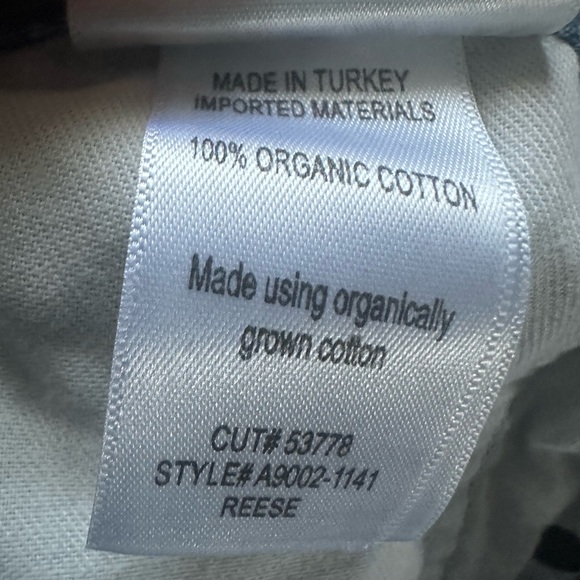 MADE IN TURKEY
IMPORTED MATERIALS
100% ORGANIC COTTON
Made using organically
grown cotton
CUT# 53778
STYLE# A9002-1141
REESE